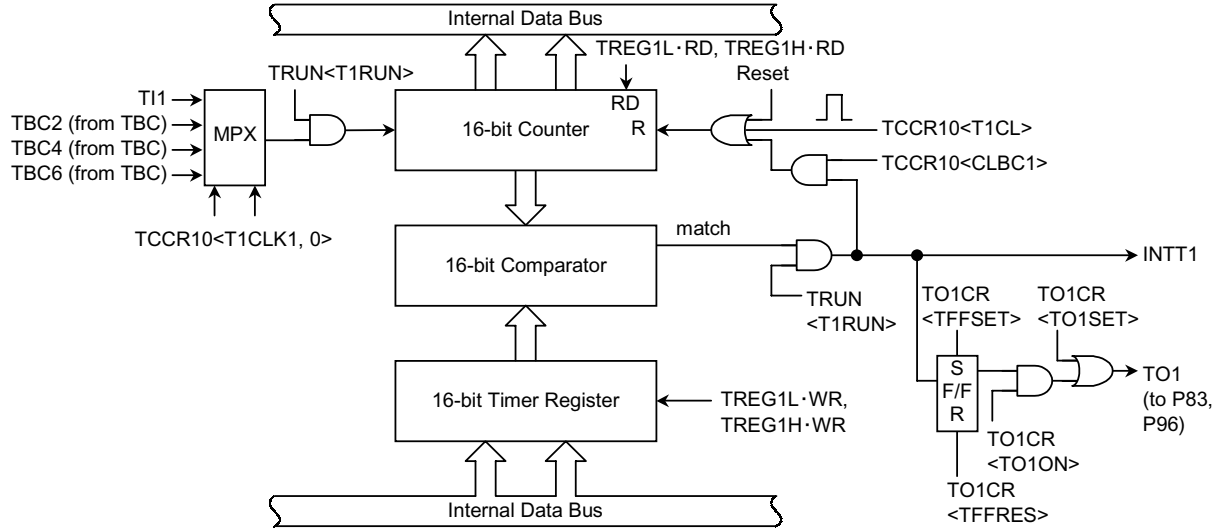 Internal Data Bus
TREG1L·RD, TREG1H·RD
Reset
TRUN<T1RUN>
TI1
TBC2 (from TBC)
TBC4 (from TBC)
TBC6 (from TBC)
MPX
16-bit Counter
RD
R
TCCR10<T1CL>
TCCR10<CLBC1>
TCCR10<T1CLK1, 0>
16-bit Comparator
match
INTT1
TRUN
<T1RUN>
TO1CR
<TFFSET>
TO1CR
<TO1SET>
S
F/F
R
TO1
(to P83,
P96)
16-bit Timer Register
TREG1L·WR,
TREG1H·WR
TO1CR
<TO1ON>
TO1CR
<TFFRES>
Internal Data Bus